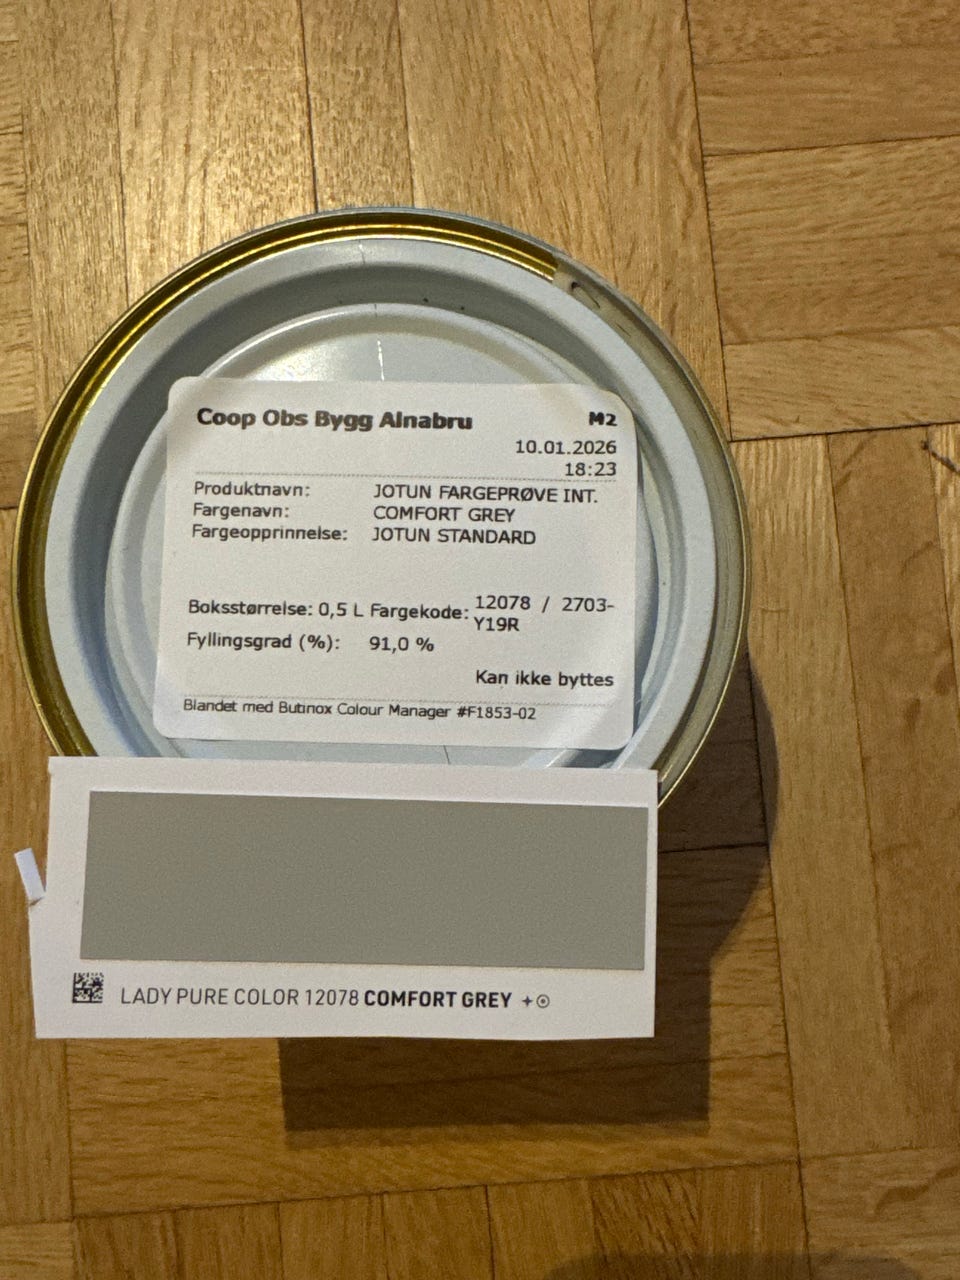 Coop Obs Bygg Alnabru M2
10.01.2026
18:23
Produktnavn: JOTUN FARGEPRØVE INT.
Fargenavn: COMFORT GREY
Fargeopprinnelse: JOTUN STANDARD
Boksstørrelse: 0,5 L Fargekode: 12078 / 2703-
Y19R
Fyllingsgrad (%): 91,0 %
Kan ikke byttes
Blandet med Butinox Colour Manager #F1853-02
LADY PURE COLOR 12078 COMFORT GREY